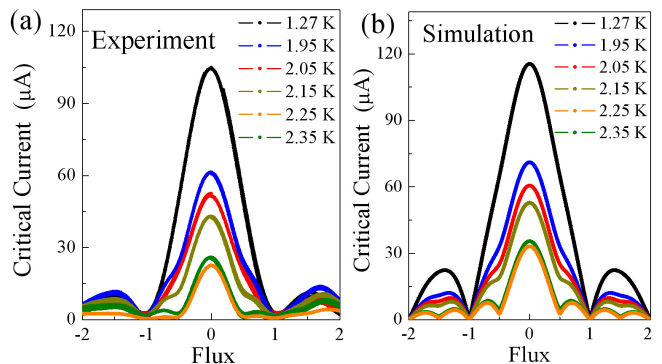 (a)
Experiment
1.27 K
1.95 K
2.05 K
2.15 K
2.25 K
2.35 K
Critical Current (μA)
120
90
60
30
0
-2 -1 0 1 2
Flux
(b)
Simulation
1.27 K
1.95 K
2.05 K
2.15 K
2.25 K
2.35 K
Critical Current (μA)
120
90
60
30
0
-2 -1 0 1 2
Flux